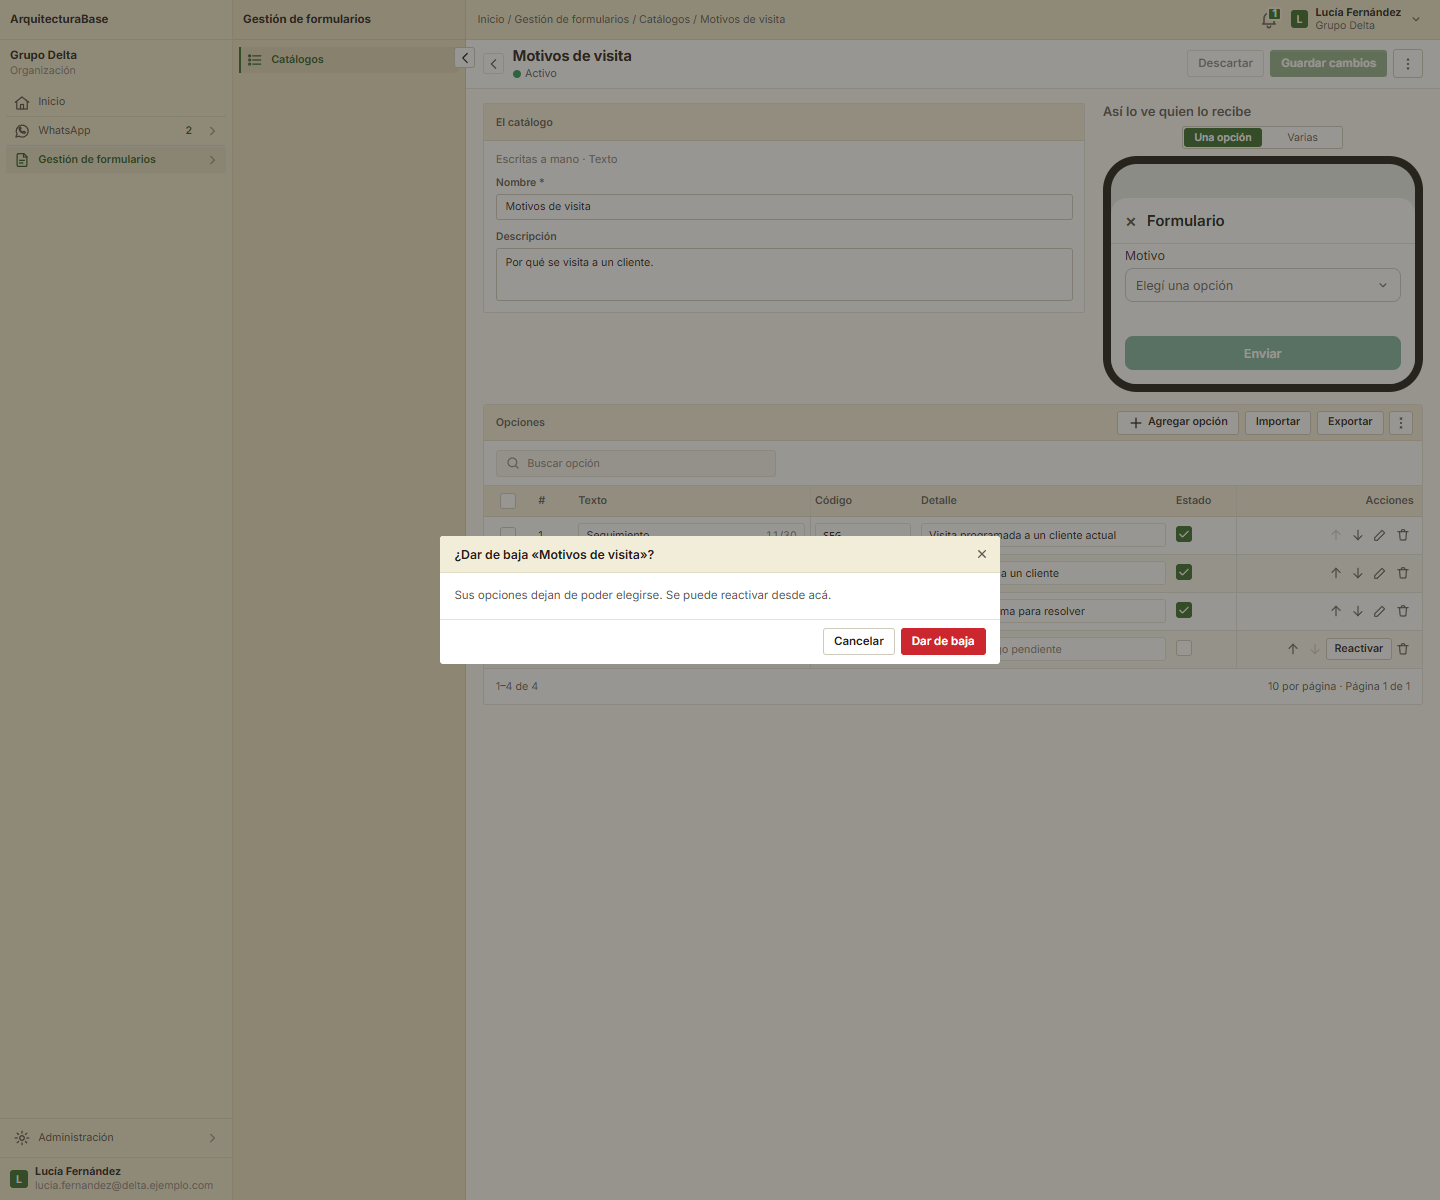 ArquitecturaBase
Gestión de formularios
Inicio / Gestión de formularios / Catálogos / Motivos de visita
1
L
Lucía Fernández
Grupo Delta
Grupo Delta
Organización
Inicio
WhatsApp 2
Gestión de formularios
Catálogos
Motivos de visita
Activo
Descartar
Guardar cambios
El catálogo
Escritas a mano · Texto
Nombre *
Motivos de visita
Descripción
Por qué se visita a un cliente.
Así lo ve quien lo recibe
Una opción
Varias
Formulario
Motivo
Elegí una opción
Enviar
Opciones
Agregar opción
Importar
Exportar
Buscar opción
# Texto Código Detalle Estado Acciones
1 Seguimiento 11/30 SEG Visita programada a un cliente actual
a un cliente
para resolver
pendiente
Reactivar
¿Dar de baja «Motivos de visita»?
Sus opciones dejan de poder elegirse. Se puede reactivar desde acá.
Cancelar
Dar de baja
1–4 de 4
10 por página · Página 1 de 1
Administración
L
Lucía Fernández
lucia.fernandez@delta.ejemplo.com